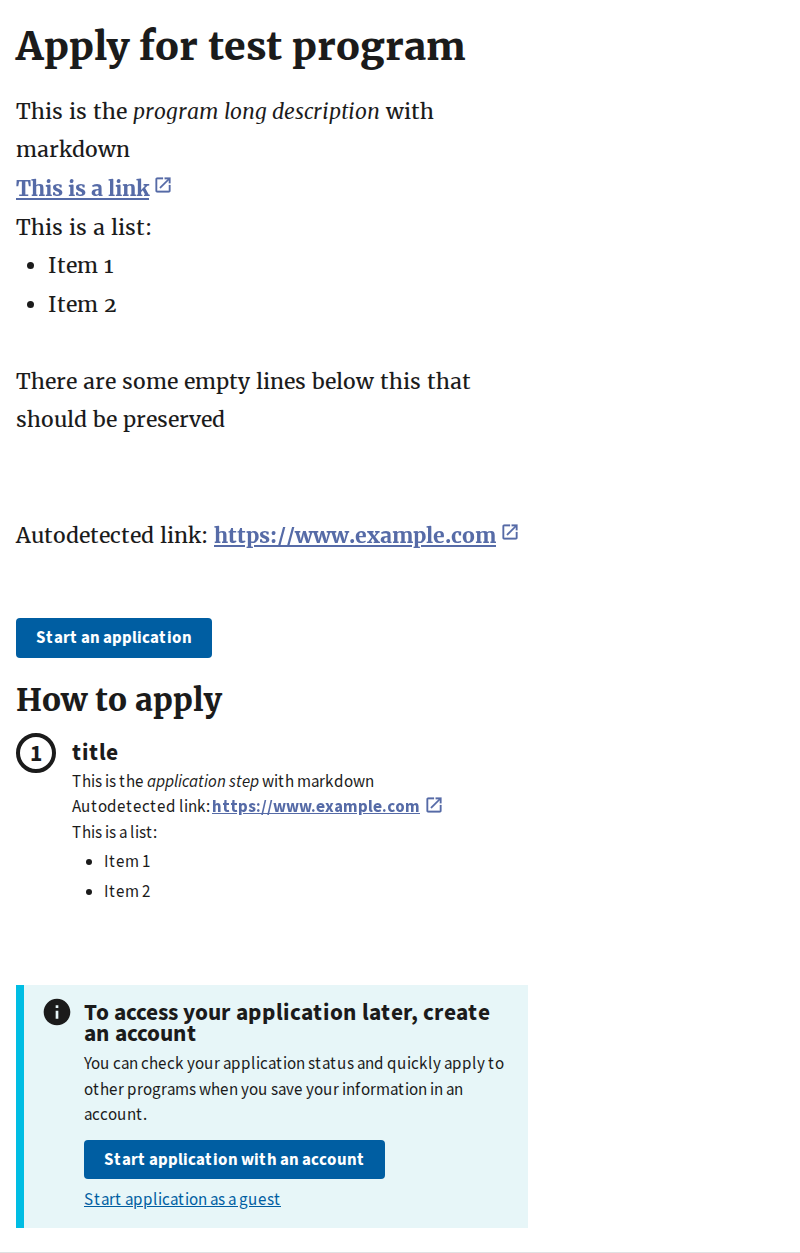 Apply for test program
This is the program long description with
markdown
This is a link
This is a list:
Item 1
Item 2
There are some empty lines below this that
should be preserved
Autodetected link: https://www.example.com
Start an application
How to apply
1 title
This is the application step with markdown
Autodetected link: https://www.example.com
This is a list:
Item 1
Item 2
To access your application later, create
an account
You can check your application status and quickly apply to
other programs when you save your information in an
account.
Start application with an account
Start application as a guest